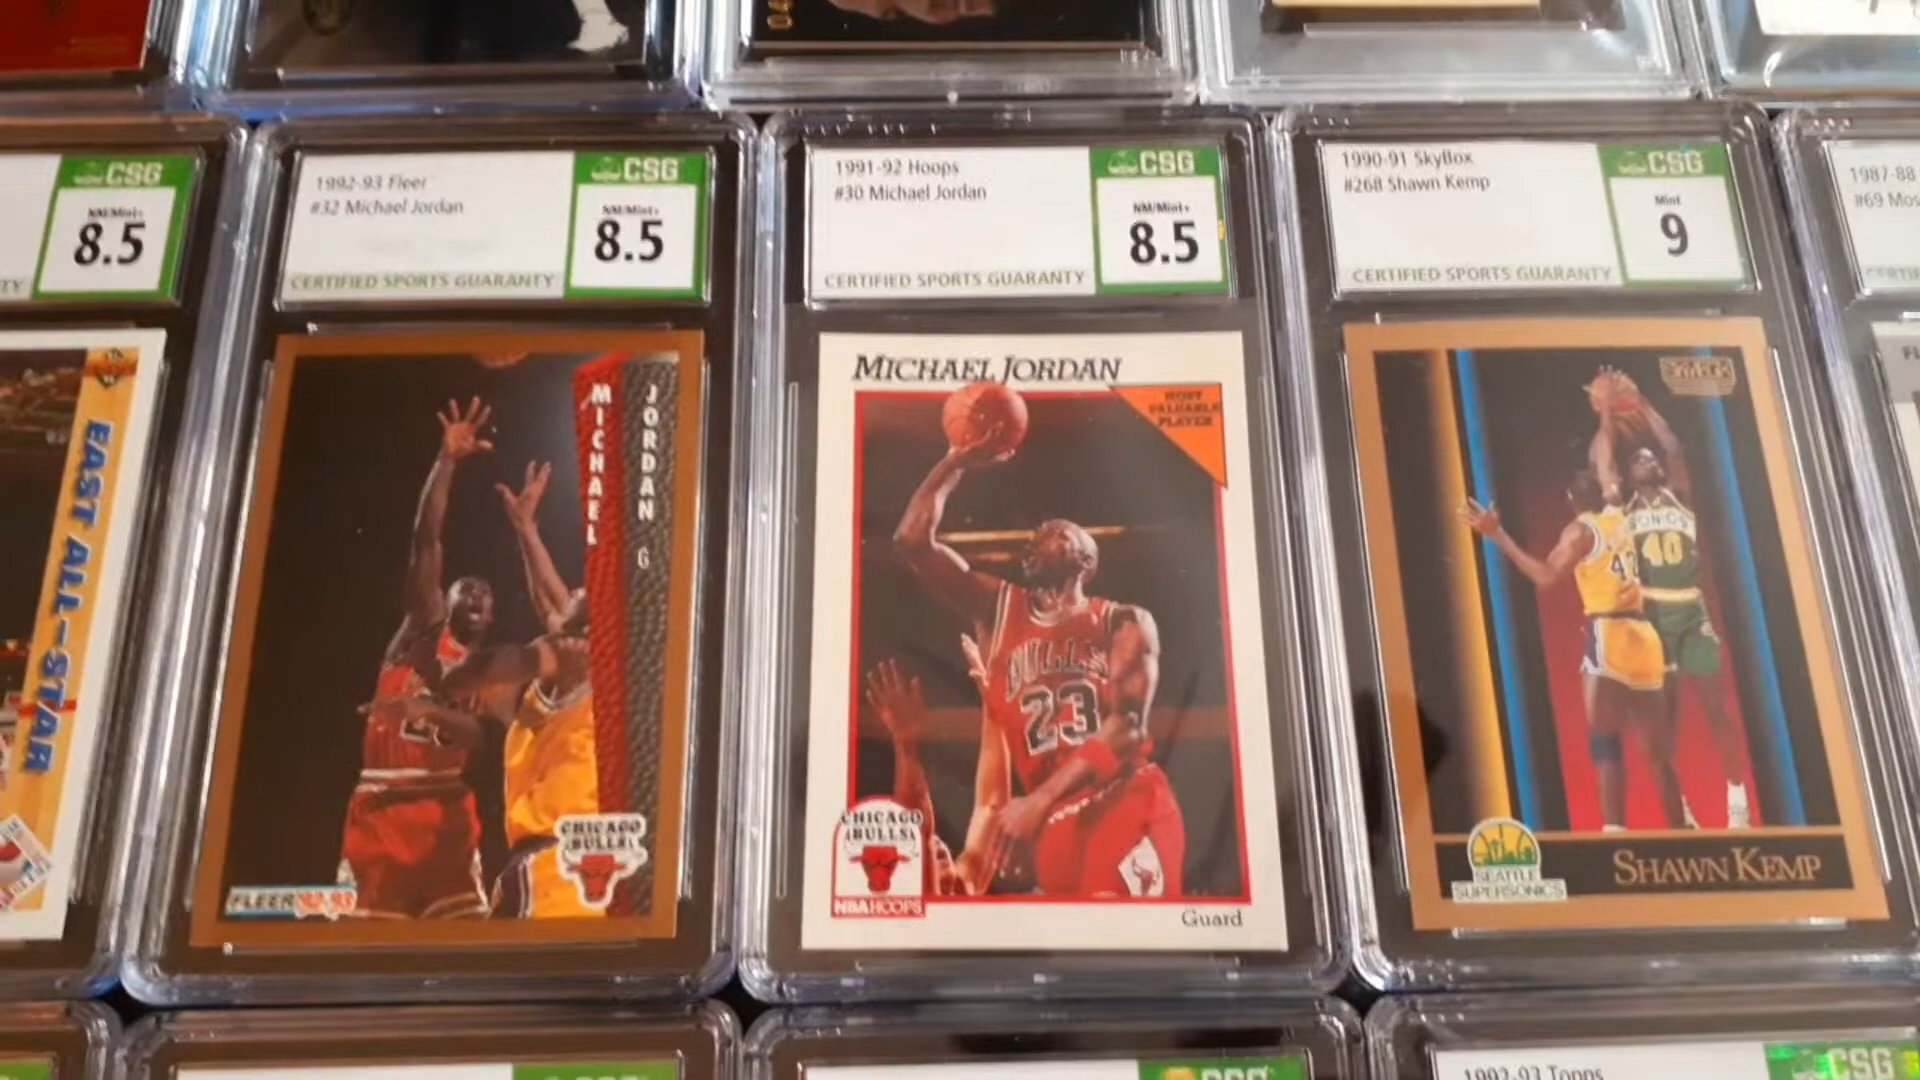 CSG
NM/Mint+
8.5
EAST ALL-STAR
1992-93 Fleer
#32 Michael Jordan
CERTIFIED SPORTS GUARANTY
CSG
NM/Mint+
8.5
MICHAEL
JORDAN G
CHICAGO
BULLS
FLEER '92-93
1991-92 Hoops
#30 Michael Jordan
CERTIFIED SPORTS GUARANTY
CSG
NM/Mint+
8.5
MICHAEL JORDAN
MOST
VALUABLE
PLAYER
BULLS
23
CHICAGO
BULLS
NBA HOOPS
Guard
1990-91 SkyBox
#268 Shawn Kemp
CERTIFIED SPORTS GUARANTY
CSG
Mint
9
SONICS
40
SEATTLE
SUPERSONICS
SHAWN KEMP
1987-88
#69
1992-93 Topps
CSG